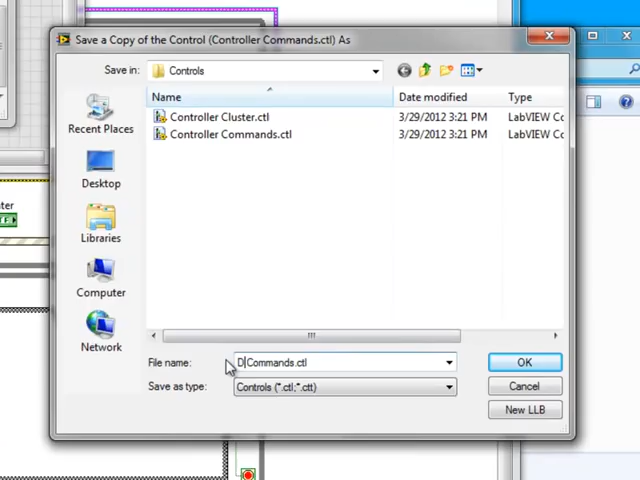 Save a Copy of the Control (Controller Commands.ctl) As
Save in: Controls
Name Date modified Type
Controller Cluster.ctl 3/29/2012 3:21 PM LabVIEW Co
Controller Commands.ctl 3/29/2012 3:21 PM LabVIEW Co
Recent Places
Desktop
Libraries
Computer
Network
File name: D Commands.ctl OK
Save as type: Controls (*.ctl;*.ctt) Cancel
New LLB
ter